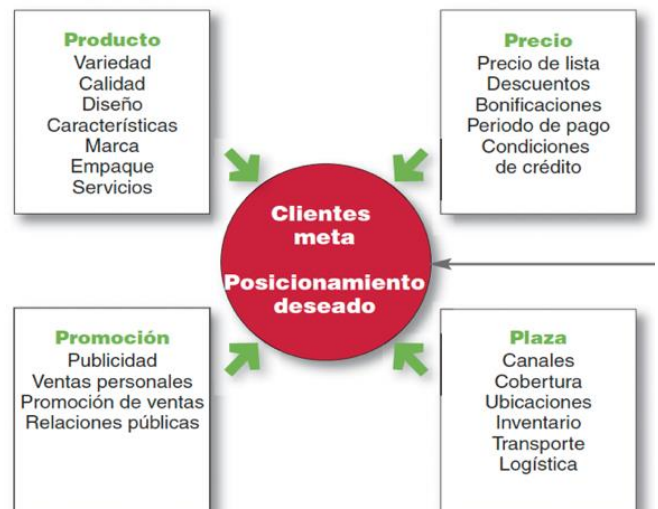 Producto
Variedad
Calidad
Diseño
Características
Marca
Empaque
Servicios
Precio
Precio de lista
Descuentos
Bonificaciones
Periodo de pago
Condiciones
de crédito
Clientes
meta
Posicionamiento
deseado
Promoción
Publicidad
Ventas personales
Promoción de ventas
Relaciones públicas
Plaza
Canales
Cobertura
Ubicaciones
Inventario
Transporte
Logística